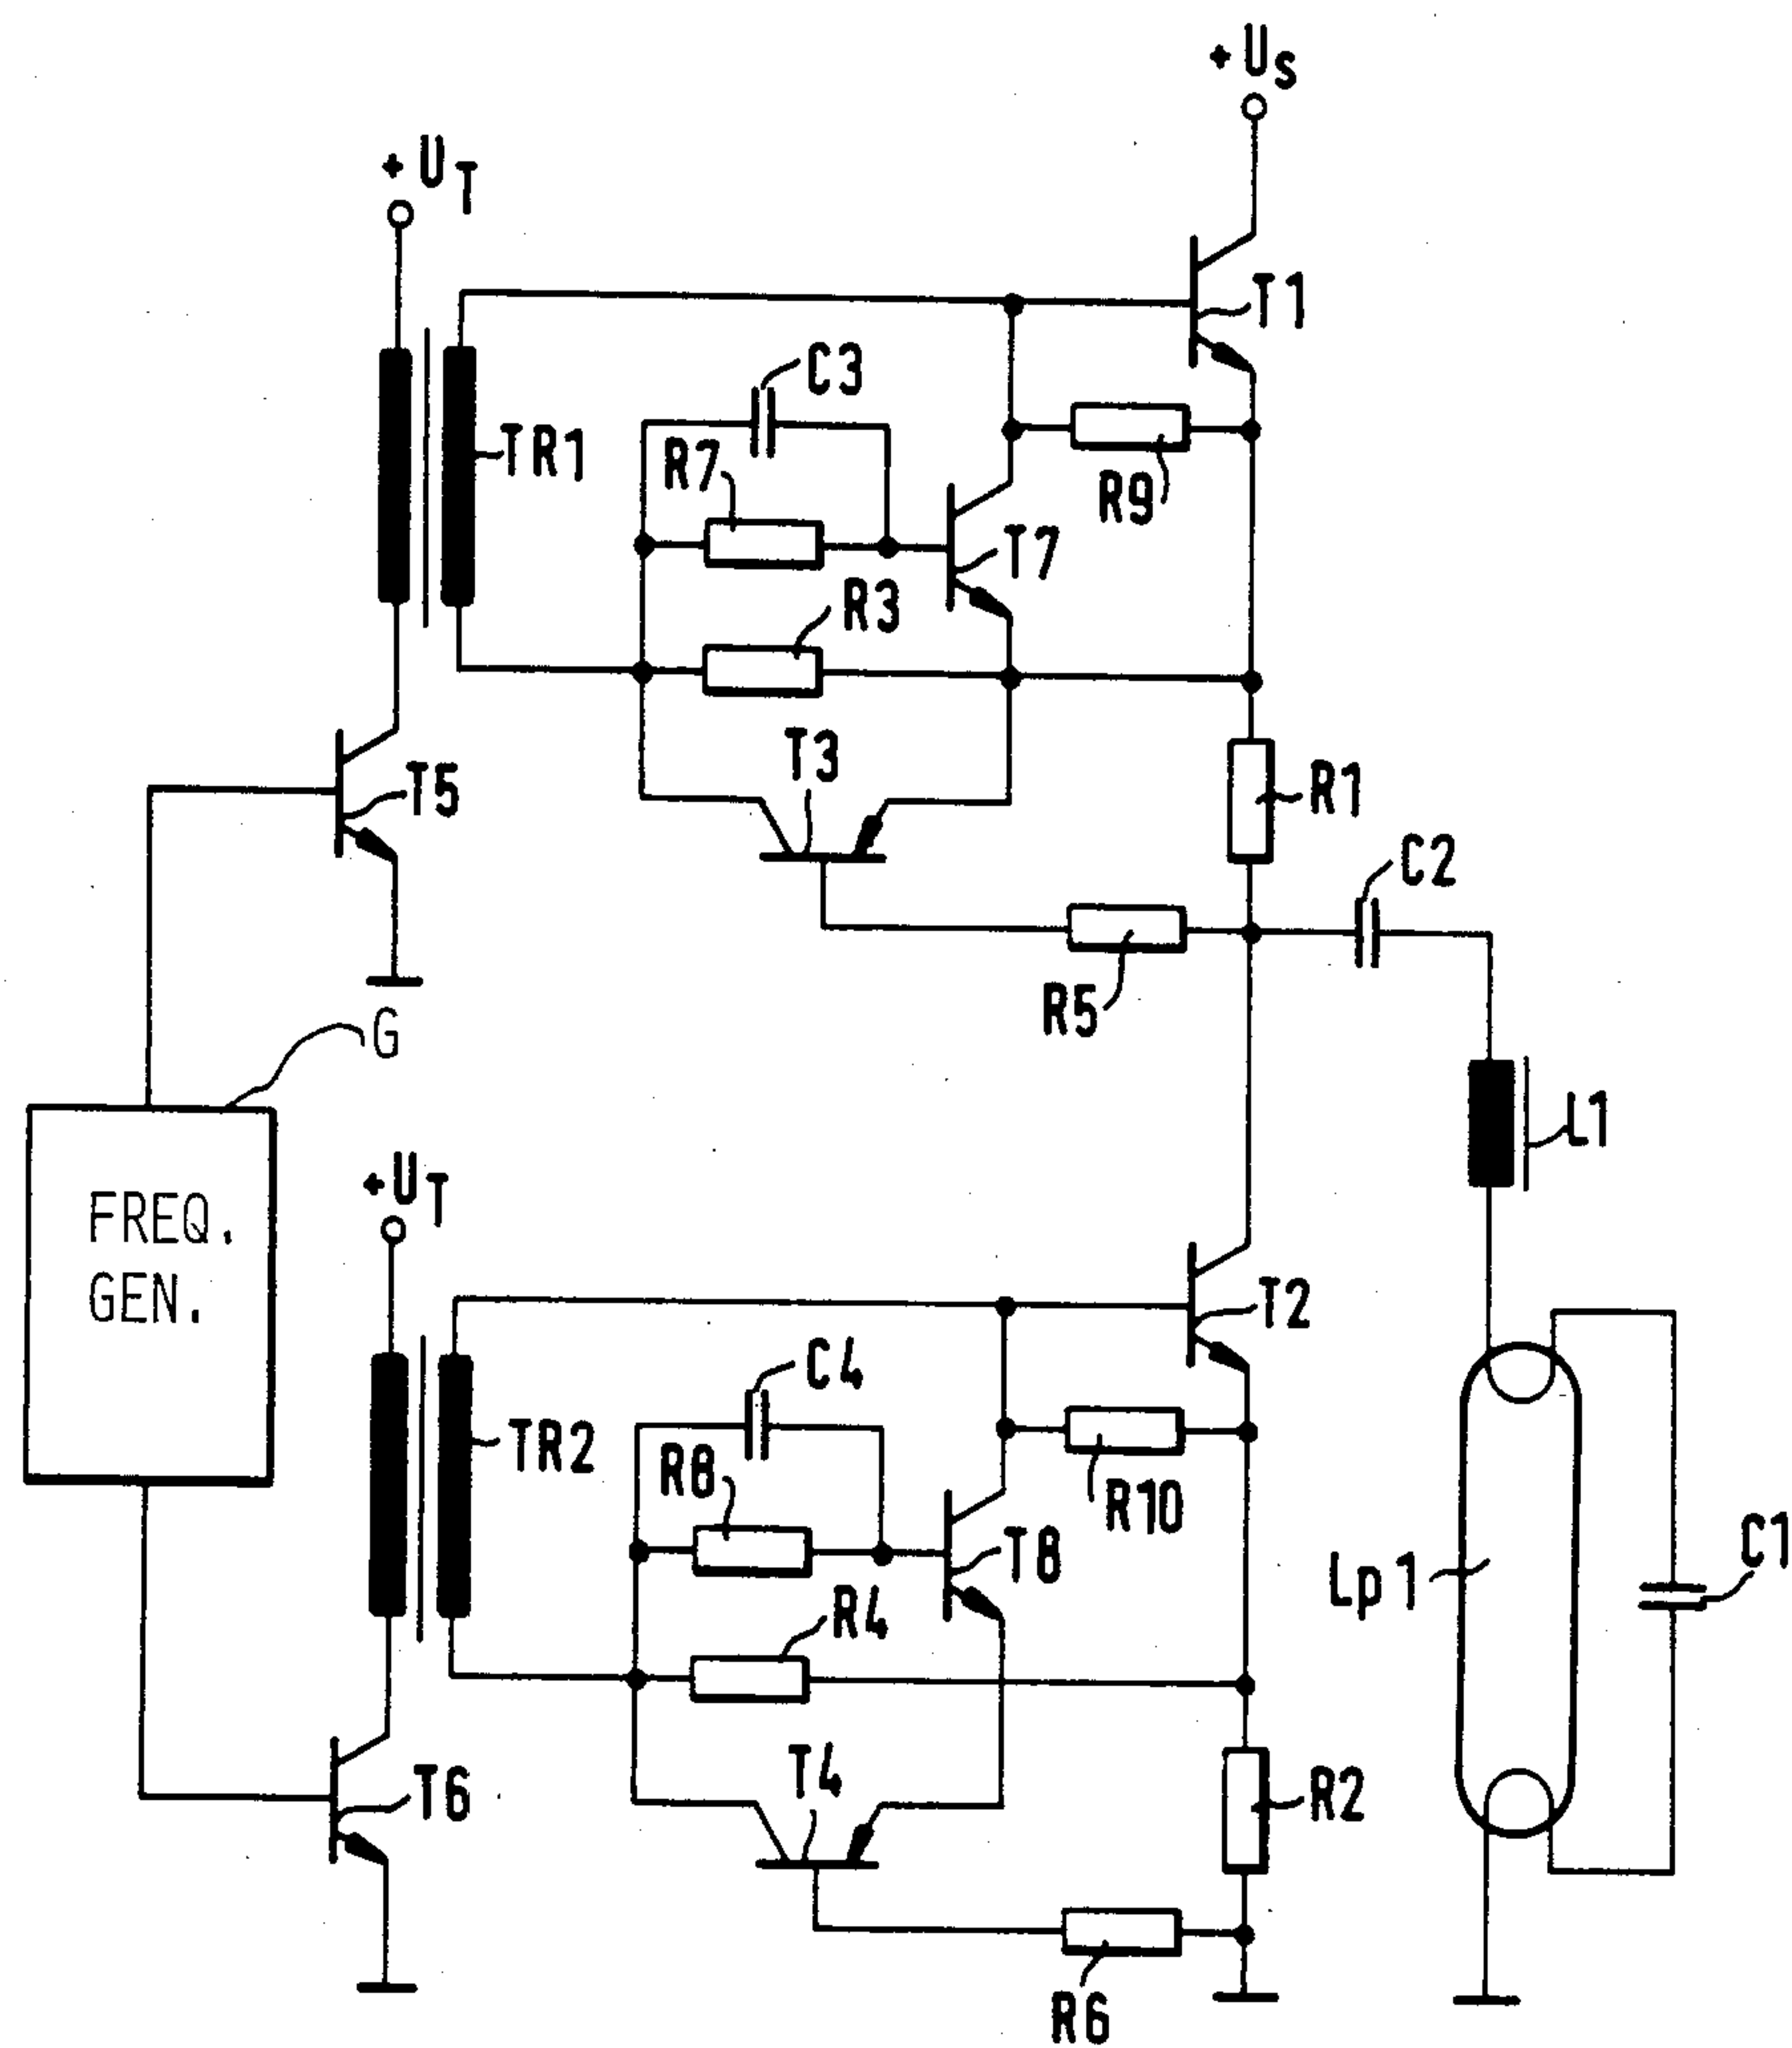 +Us
+UT
T1
C3
TR1
R7
R9
T7
R3
T3
T5
R1
C2
R5
G
L1
FREQ.
GEN.
+UT
T2
C4
TR2
R8
R10
T8
C1
Lp1
R4
T4
T6
R2
R6